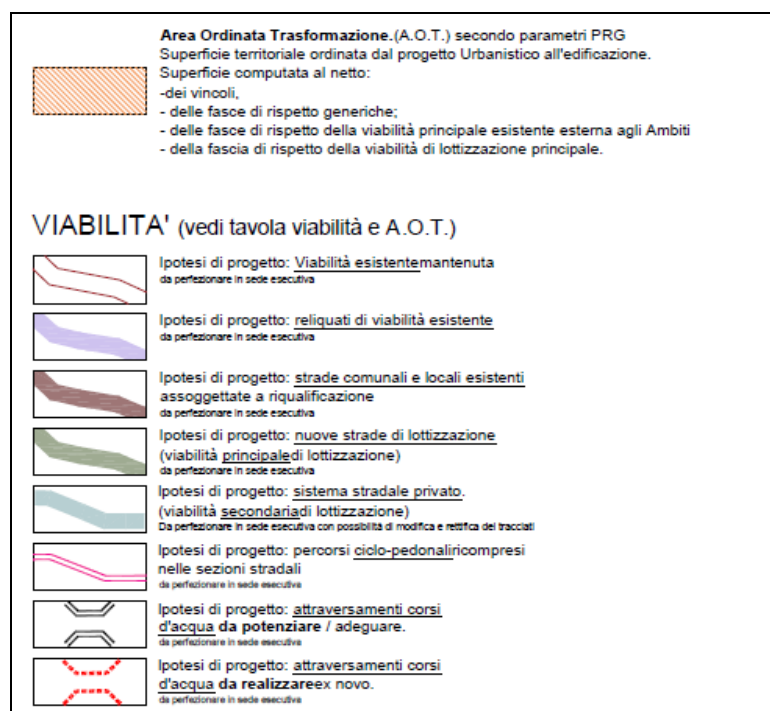 Area Ordinata Trasformazione.(A.O.T.) secondo parametri PRG
Superficie territoriale ordinata dal progetto Urbanistico all'edificazione.
Superficie computata al netto:
-dei vincoli,
- delle fasce di rispetto generiche;
- delle fasce di rispetto della viabilità principale esistente esterna agli Ambiti
- della fascia di rispetto della viabilità di lottizzazione principale.
VIABILITA' (vedi tavola viabilità e A.O.T.)
Ipotesi di progetto: Viabilità esistentemantenuta
da perfezionare in sede esecutiva
Ipotesi di progetto: reliquati di viabilità esistente
da perfezionare in sede esecutiva
Ipotesi di progetto: strade comunali e locali esistenti
assoggettate a riqualificazione
da perfezionare in sede esecutiva
Ipotesi di progetto: nuove strade di lottizzazione
(viabilità principaledi lottizzazione)
da perfezionare in sede esecutiva
Ipotesi di progetto: sistema stradale privato.
(viabilità secondariadi lottizzazione)
Da perfezionare in sede esecutiva con possibilità di modifica e rettifica dei tracciati
Ipotesi di progetto: percorsi ciclo-pedonaliricompresi
nelle sezioni stradali
da perfezionare in sede esecutiva
Ipotesi di progetto: attraversamenti corsi
d'acqua da potenziare / adeguare.
da perfezionare in sede esecutiva
Ipotesi di progetto: attraversamenti corsi
d'acqua da realizzareex novo.
da perfezionare in sede esecutiva